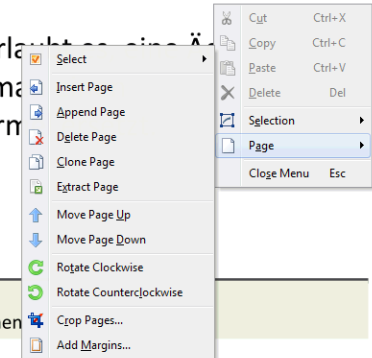 erlaubt es, eine
ma
rm
Cut Ctrl+X
Copy Ctrl+C
Paste Ctrl+V
Delete Del
Selection
Page
Close Menu Esc
Select
Insert Page
Append Page
Delete Page
Clone Page
Extract Page
Move Page Up
Move Page Down
Rotate Clockwise
Rotate Counterclockwise
Crop Pages...
Add Margins...
nen